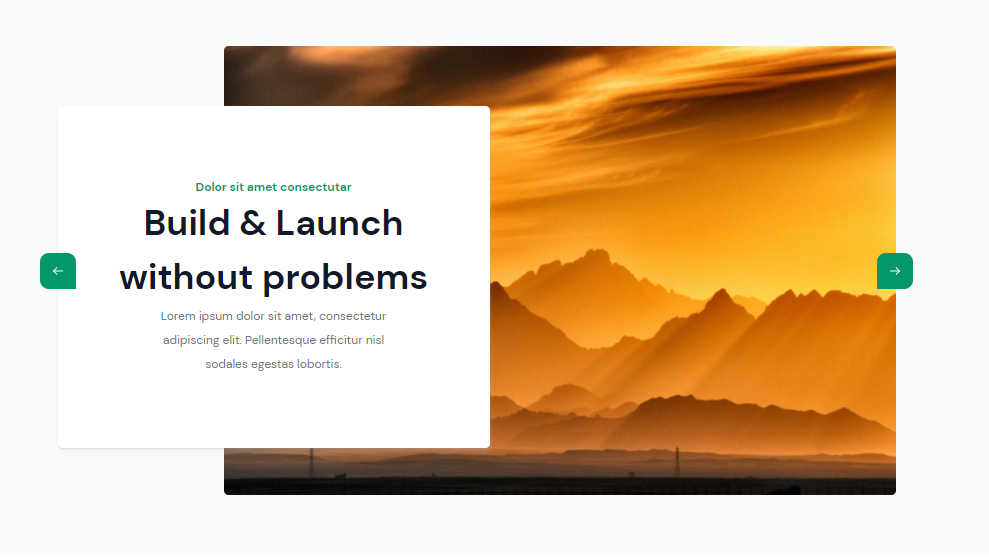 Dolor sit amet consectutar
Build & Launch
without problems
Lorem ipsum dolor sit amet, consectetur
adipiscing elit. Pellentesque efficitur nisl
sodales egestas lobortis.